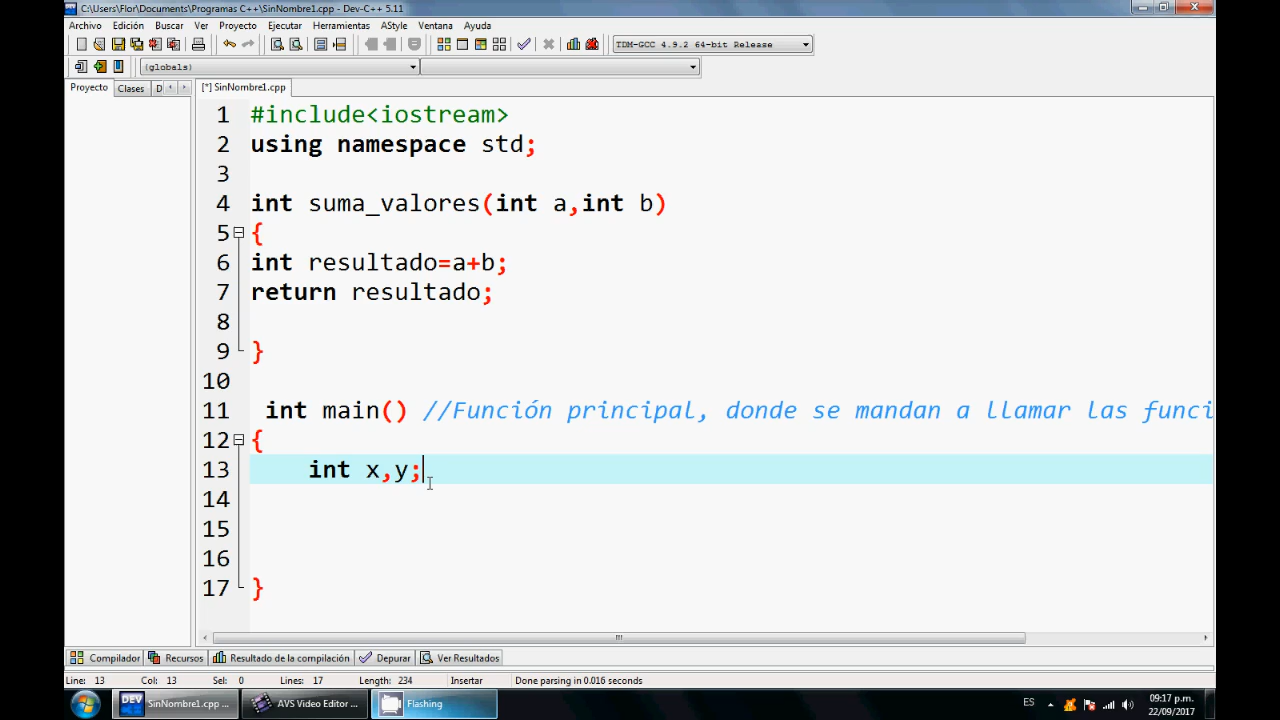 C:\Users\Flor\Documents\Programas C++\SinNombre1.cpp - Dev-C++ 5.11
Archivo Edición Buscar Ver Proyecto Ejecutar Herramientas AStyle Ventana Ayuda
TDM-GCC 4.9.2 64-bit Release
(globals)
Proyecto Clases D [*] SinNombre1.cpp
1 #include<iostream>
2 using namespace std;
3
4 int suma_valores(int a,int b)
5 {
6 int resultado=a+b;
7 return resultado;
8
9 }
10
11 int main() //Función principal, donde se mandan a llamar las funci
12 {
13 int x,y;
14
15
16
17 }
Compilador Recursos Resultado de la compilación Depurar Ver Resultados
Line: 13 Col: 13 Sel: 0 Lines: 17 Length: 234 Insertar Done parsing in 0.016 seconds
DEV SinNombre1.cpp ... AVS Video Editor ... Flashing ES 09:17 p.m.
22/09/2017